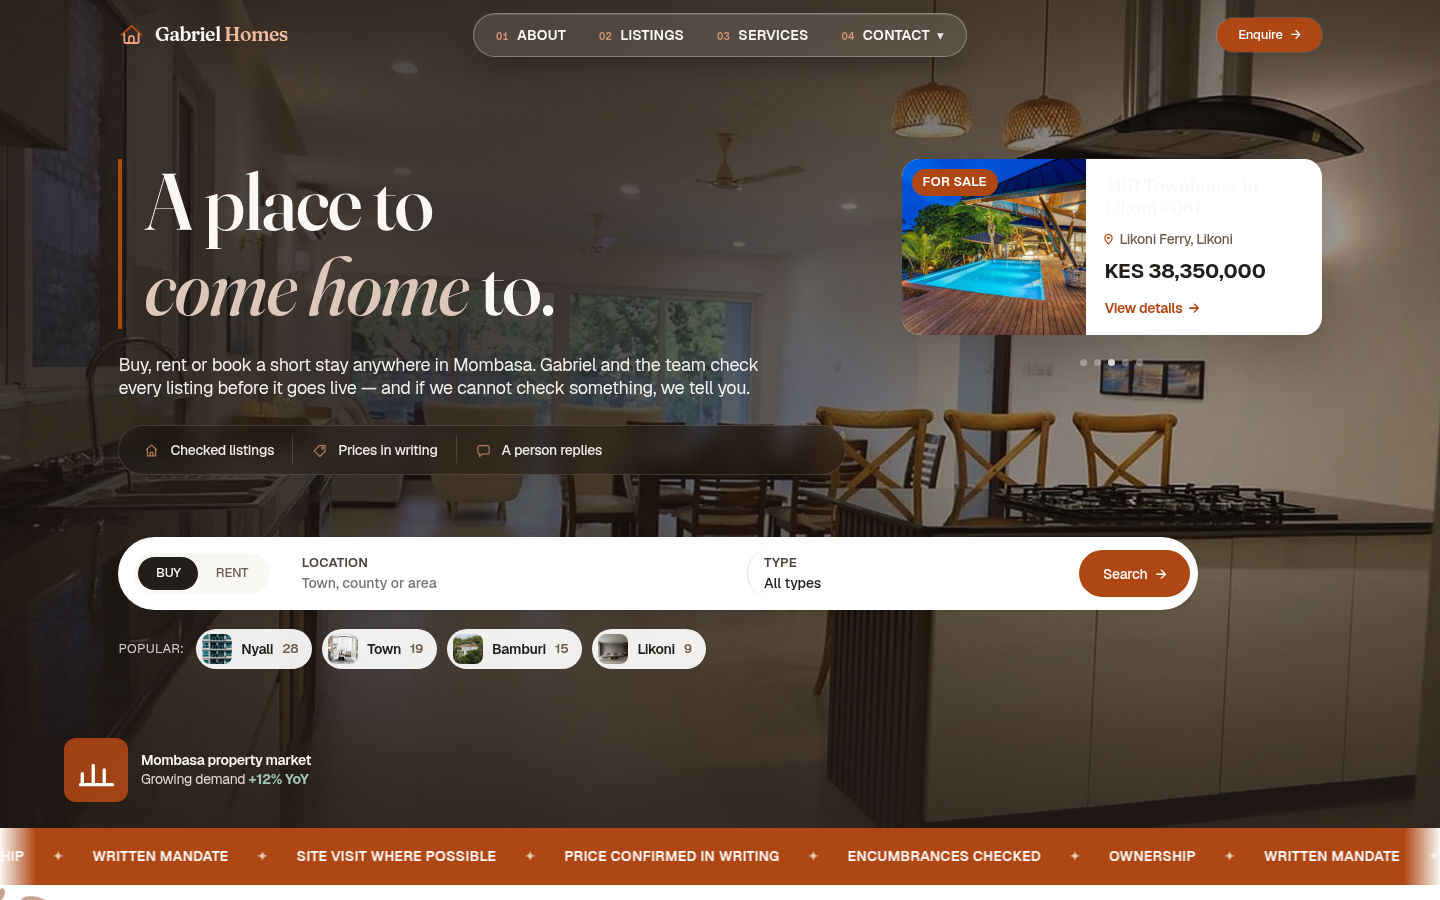 Gabriel Homes
01 ABOUT
02 LISTINGS
03 SERVICES
04 CONTACT ▾
Enquire →
A place to
come home to.
Buy, rent or book a short stay anywhere in Mombasa. Gabriel and the team check
every listing before it goes live — and if we cannot check something, we tell you.
Checked listings
Prices in writing
A person replies
FOR SALE
4BR Townhouse in
Likoni #061
Likoni Ferry, Likoni
KES 38,350,000
View details →
BUY
RENT
LOCATION
Town, county or area
TYPE
All types
Search →
POPULAR:
Nyali 28
Town 19
Bamburi 15
Likoni 9
Mombasa property market
Growing demand +12% YoY
HIP ✦ WRITTEN MANDATE ✦ SITE VISIT WHERE POSSIBLE ✦ PRICE CONFIRMED IN WRITING ✦ ENCUMBRANCES CHECKED ✦ OWNERSHIP ✦ WRITTEN MANDATE